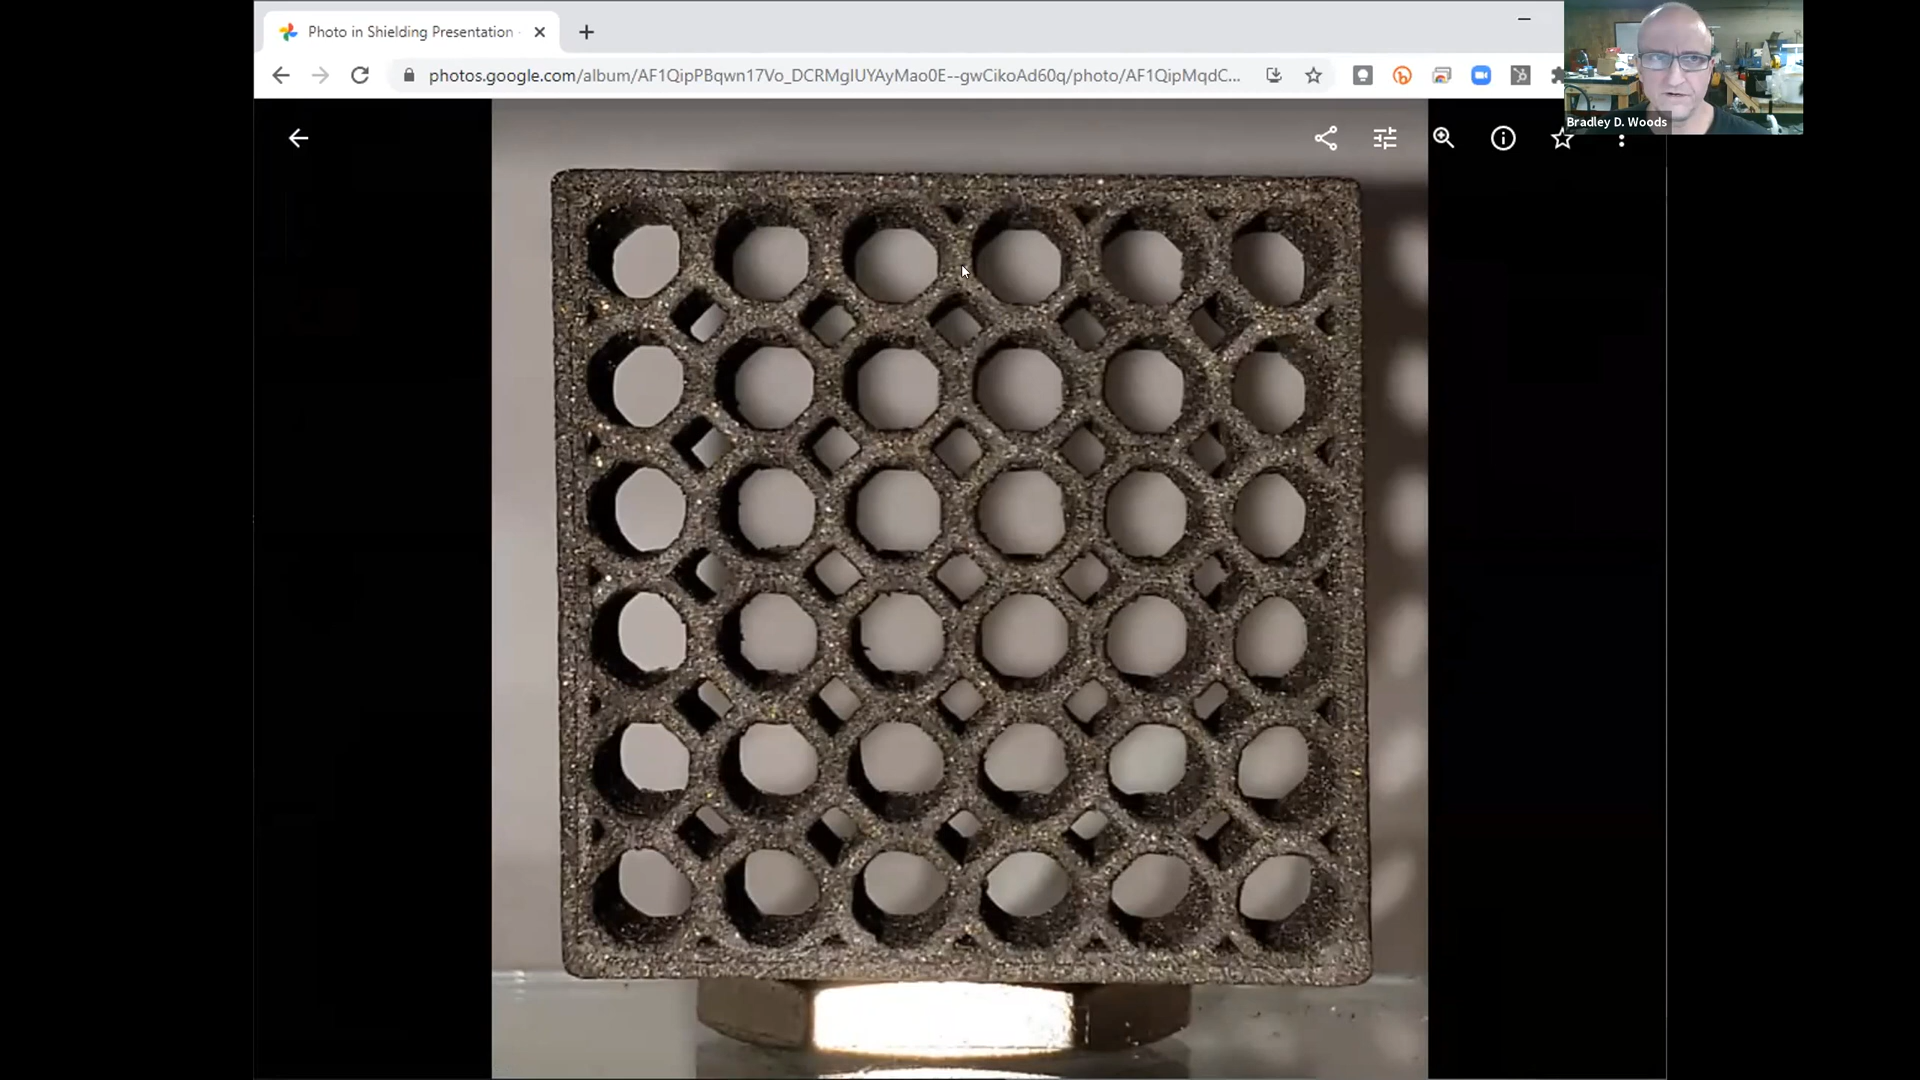 Photo in Shielding Presentation
photos.google.com/album/AF1QipPBqwn17Vo_DCRMgIUYAyMao0E--gwCikoAd60q/photo/AF1QipMqdC...
Bradley D. Woods